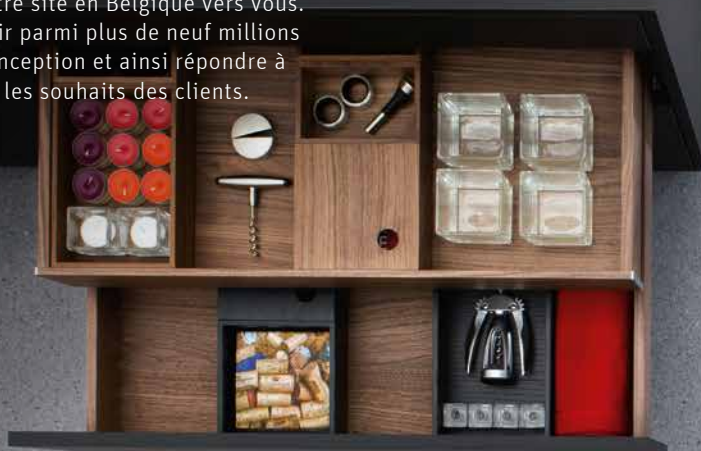 tre site en Belgique vers vous.
ir parmi plus de neuf millions
nception et ainsi répondre à
les souhaits des clients.